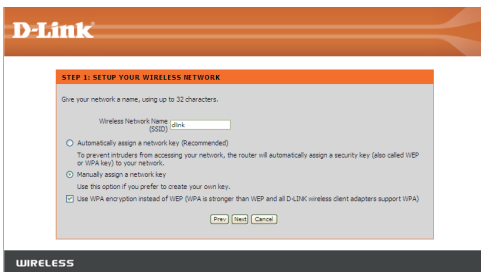 D-Link
STEP 1: SETUP YOUR WIRELESS NETWORK
Give your network a name, using up to 32 characters.
Wireless Network Name
(SSID)
dlink
Automatically assign a network key (Recommended)
To prevent intruders from accessing your network, the router will automatically assign a security key (also called WEP
or WPA key) to your network.
Manually assign a network key
Use this option if you prefer to create your own key.
Use WPA encryption instead of WEP (WPA is stronger than WEP and all D-LINK wireless client adapters support WPA)
Prev Next Cancel
WIRELESS